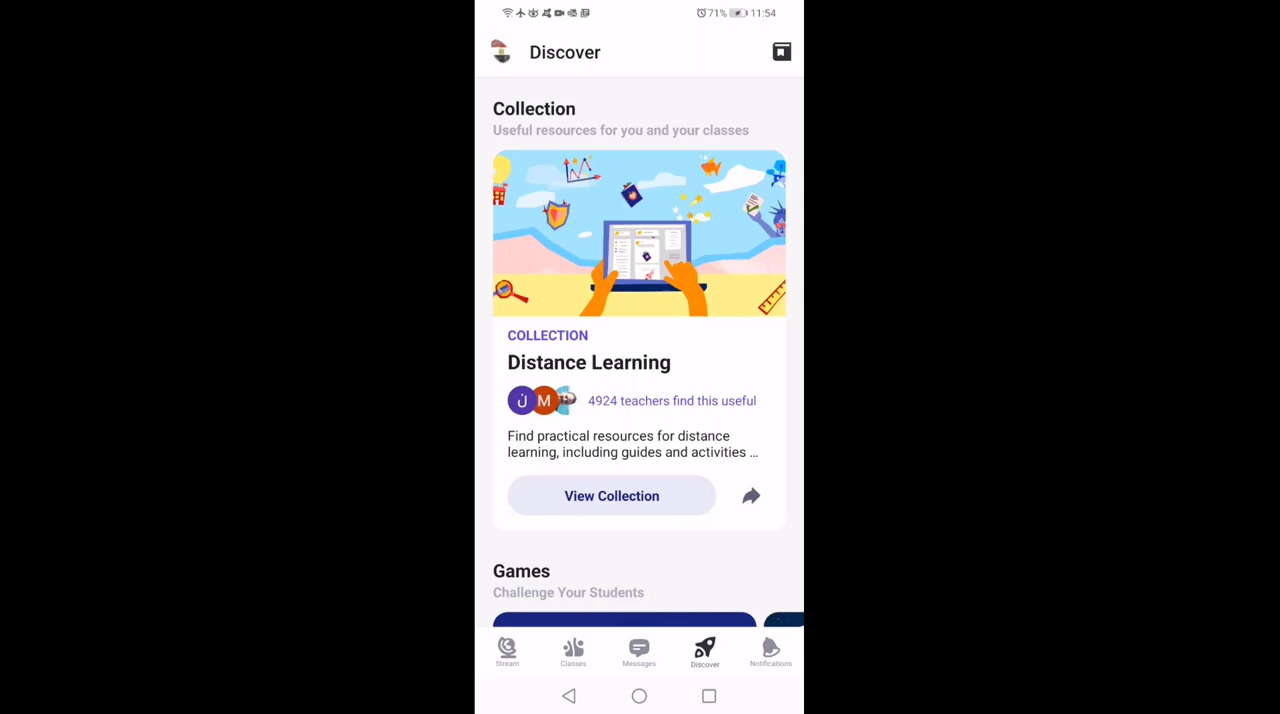 71% 11:54
Discover
Collection
Useful resources for you and your classes
COLLECTION
Distance Learning
ن M 4924 teachers find this useful
Find practical resources for distance
learning, including guides and activities ...
View Collection
Games
Challenge Your Students
Stream Classes Messages Discover Notifications